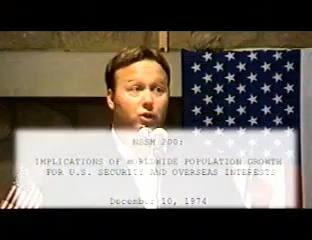 NSSM 200:
IMPLICATIONS OF WORLDWIDE POPULATION GROWTH
FOR U.S. SECURITY AND OVERSEAS INTERESTS
December 10, 1974